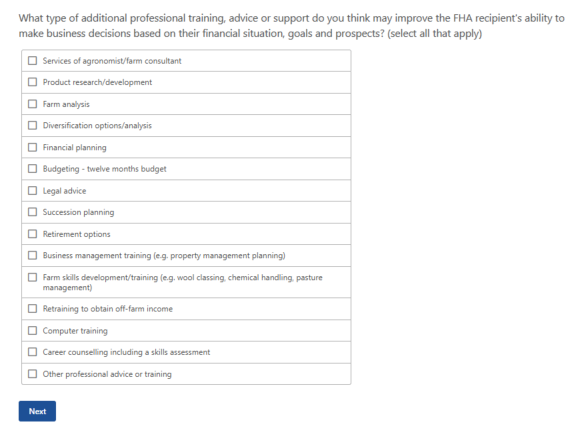 What type of additional professional training, advice or support do you think may improve the FHA recipient's ability to
make business decisions based on their financial situation, goals and prospects? (select all that apply)
Services of agronomist/farm consultant
Product research/development
Farm analysis
Diversification options/analysis
Financial planning
Budgeting - twelve months budget
Legal advice
Succession planning
Retirement options
Business management training (e.g. property management planning)
Farm skills development/training (e.g. wool classing, chemical handling, pasture
management)
Retraining to obtain off-farm income
Computer training
Career counselling including a skills assessment
Other professional advice or training
Next